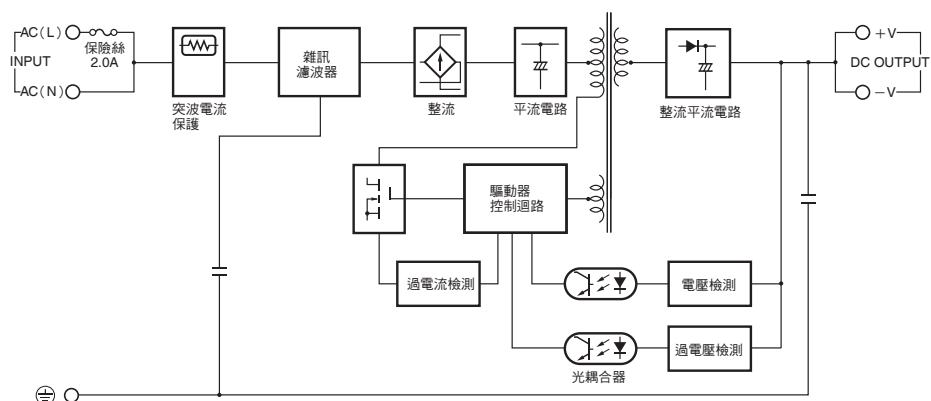 AC(L)
保險絲
2.0A
INPUT
AC(N)
突波電流
保護
雜訊
濾波器
整流
平流電路
整流平流電路
+V
DC OUTPUT
−V
驅動器
控制迴路
過電流檢測
電壓檢測
過電壓檢測
光耦合器